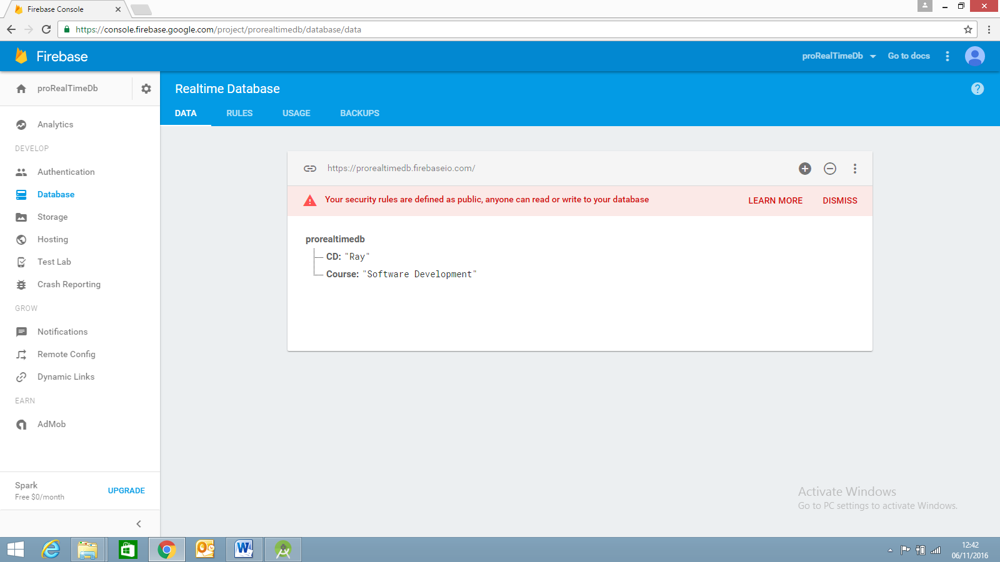 Firebase Console
https://console.firebase.google.com/project/prorealtimedb/database/data
Firebase
proRealTimeDb
Go to docs
proRealTimeDb
Realtime Database
?
DATA RULES USAGE BACKUPS
Analytics
DEVELOP
Authentication
Database
Storage
Hosting
Test Lab
Crash Reporting
GROW
Notifications
Remote Config
Dynamic Links
EARN
AdMob
Spark
Free $0/month
UPGRADE
https://prorealtimedb.firebaseio.com/
Your security rules are defined as public, anyone can read or write to your database
LEARN MORE DISMISS
prorealtimedb
CD: "Ray"
Course: "Software Development"
Activate Windows
Go to PC settings to activate Windows.
12:42
06/11/2016